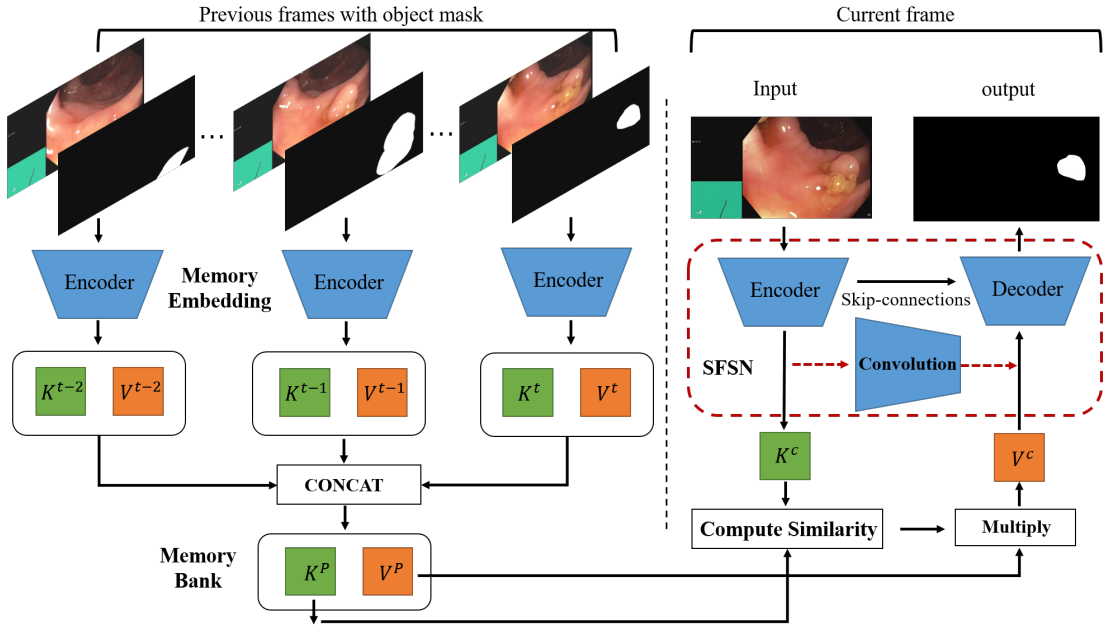 Previous frames with object mask
Current frame
Input
output
...
...
Encoder
Memory
Embedding
Encoder
Encoder
Encoder
Skip-connections
Decoder
SFSN
Convolution
K^{t-2}
V^{t-2}
K^{t-1}
V^{t-1}
K^t
V^t
K^c
V^c
CONCAT
Compute Similarity
Multiply
Memory
Bank
K^P
V^P